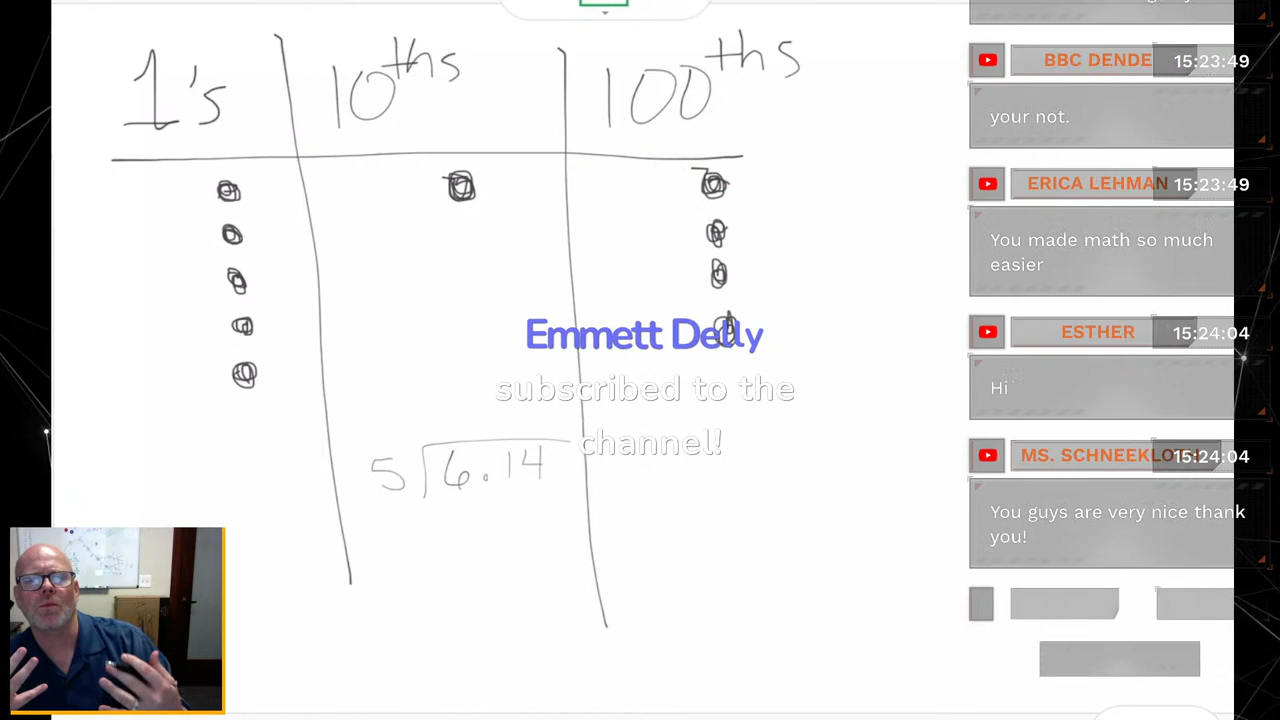 1's 10ths 100ths
5 6.14
Emmett Delly
subscribed to the
channel!
BBC DENDE 15:23:49
your not.
ERICA LEHMAN 15:23:49
You made math so much
easier
ESTHER 15:24:04
Hi
15:24:04
You guys are very nice thank
you!